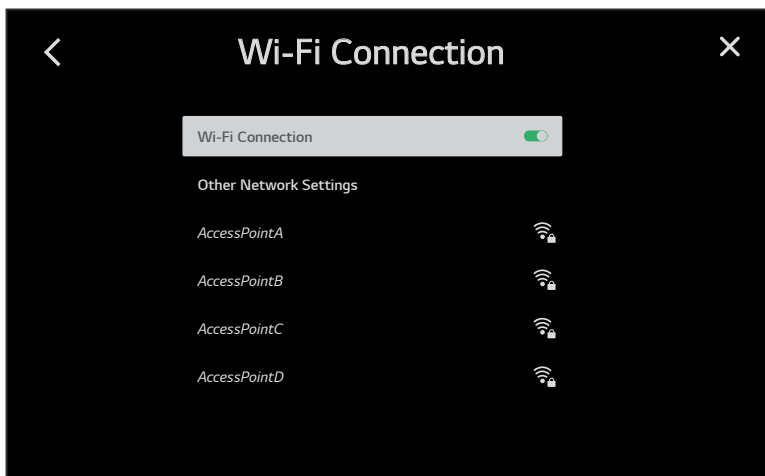 Wi-Fi Connection
Wi-Fi Connection
Other Network Settings
AccessPointA
AccessPointB
AccessPointC
AccessPointD